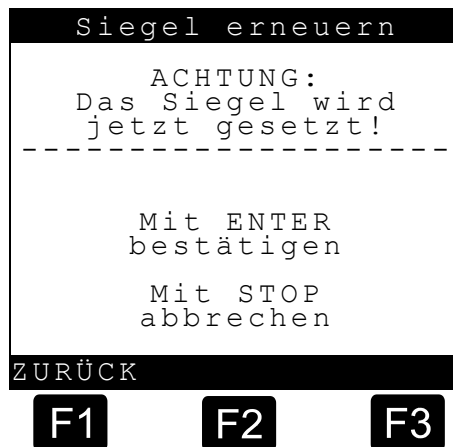 Siegel erneuern
ACHTUNG:
Das Siegel wird
jetzt gesetzt!
---------------------
Mit ENTER
bestätigen
Mit STOP
abbrechen
ZURÜCK
F1 F2 F3